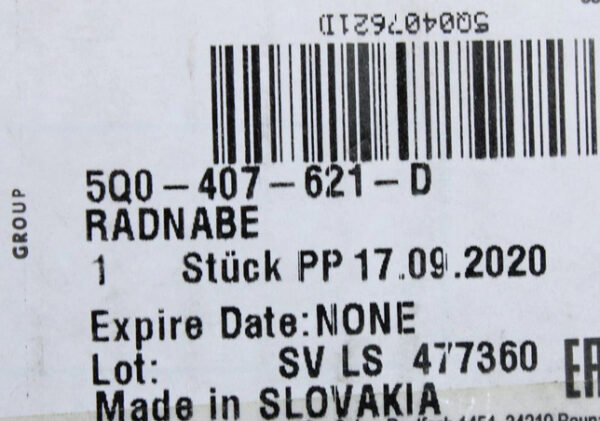 5Q0407621D
5Q0-407-621-D
RADNABE
1 Stück PP 17.09.2020
Expire Date: NONE
Lot: SV LS 477360
Made in SLOVAKIA
GROUP